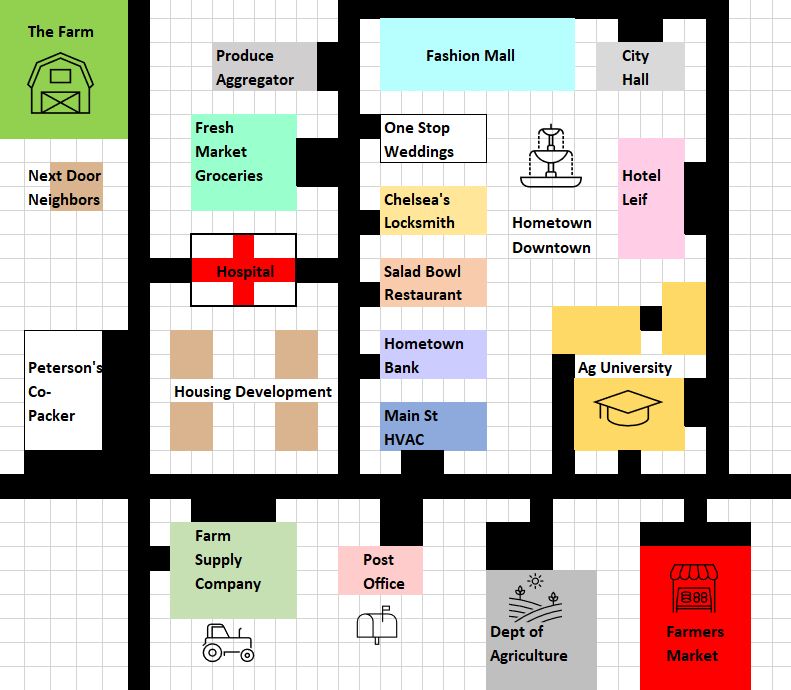 The Farm
Produce
Aggregator
Fashion Mall
City
Hall
Fresh
Market
Groceries
One Stop
Weddings
Next Door
Neighbors
Chelsea's
Locksmith
Hotel
Leif
Hometown
Downtown
Hospital
Salad Bowl
Restaurant
Peterson's
Co-
Packer
Housing Development
Hometown
Bank
Ag University
Main St
HVAC
Farm
Supply
Company
Post
Office
Dept of
Agriculture
Farmers
Market